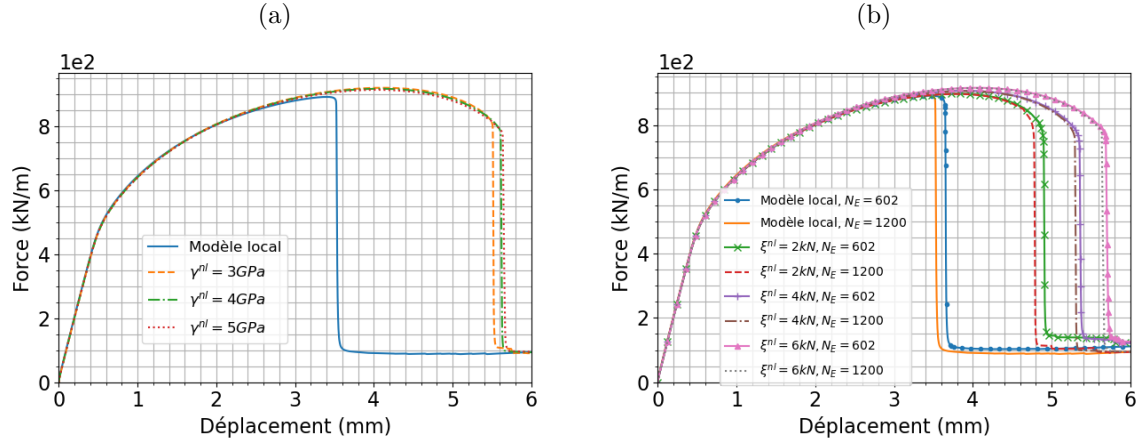 (a)
(b)
1e2
8
6
4
2
0
0 1 2 3 4 5 6
Force (kN/m)
Déplacement (mm)
Modèle local
γ^{nl} = 3GPa
γ^{nl} = 4GPa
γ^{nl} = 5GPa
1e2
8
6
4
2
0
0 1 2 3 4 5 6
Force (kN/m)
Déplacement (mm)
Modèle local, N_E = 602
Modèle local, N_E = 1200
ξ^{nl} = 2kN, N_E = 602
ξ^{nl} = 2kN, N_E = 1200
ξ^{nl} = 4kN, N_E = 602
ξ^{nl} = 4kN, N_E = 1200
ξ^{nl} = 6kN, N_E = 602
ξ^{nl} = 6kN, N_E = 1200